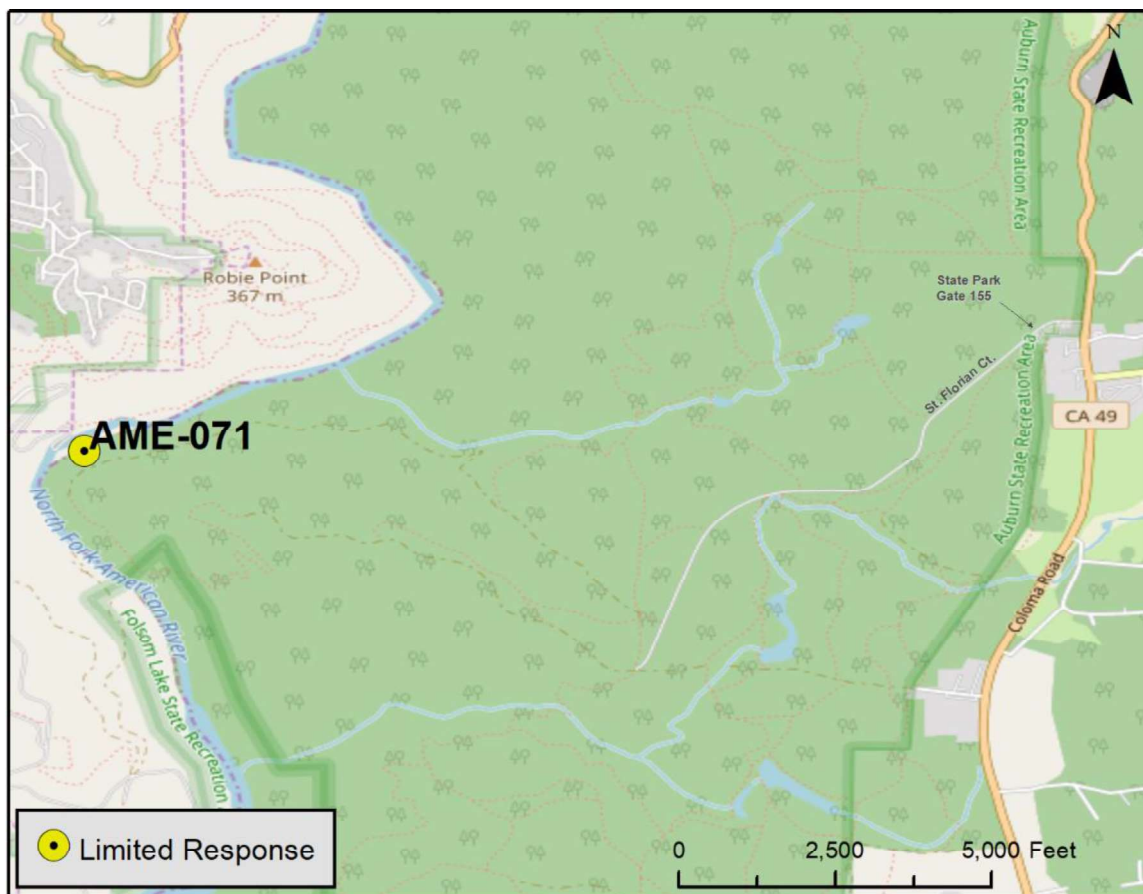 N
Auburn State Recreation Area
Robie Point
367 m
State Park
Gate 155
St. Florian Ct.
Auburn State Recreation Area
CA 49
AME-071
North Fork American River
Coloma Road
Folsom Lake State Recreation
Limited Response
0 2,500 5,000 Feet